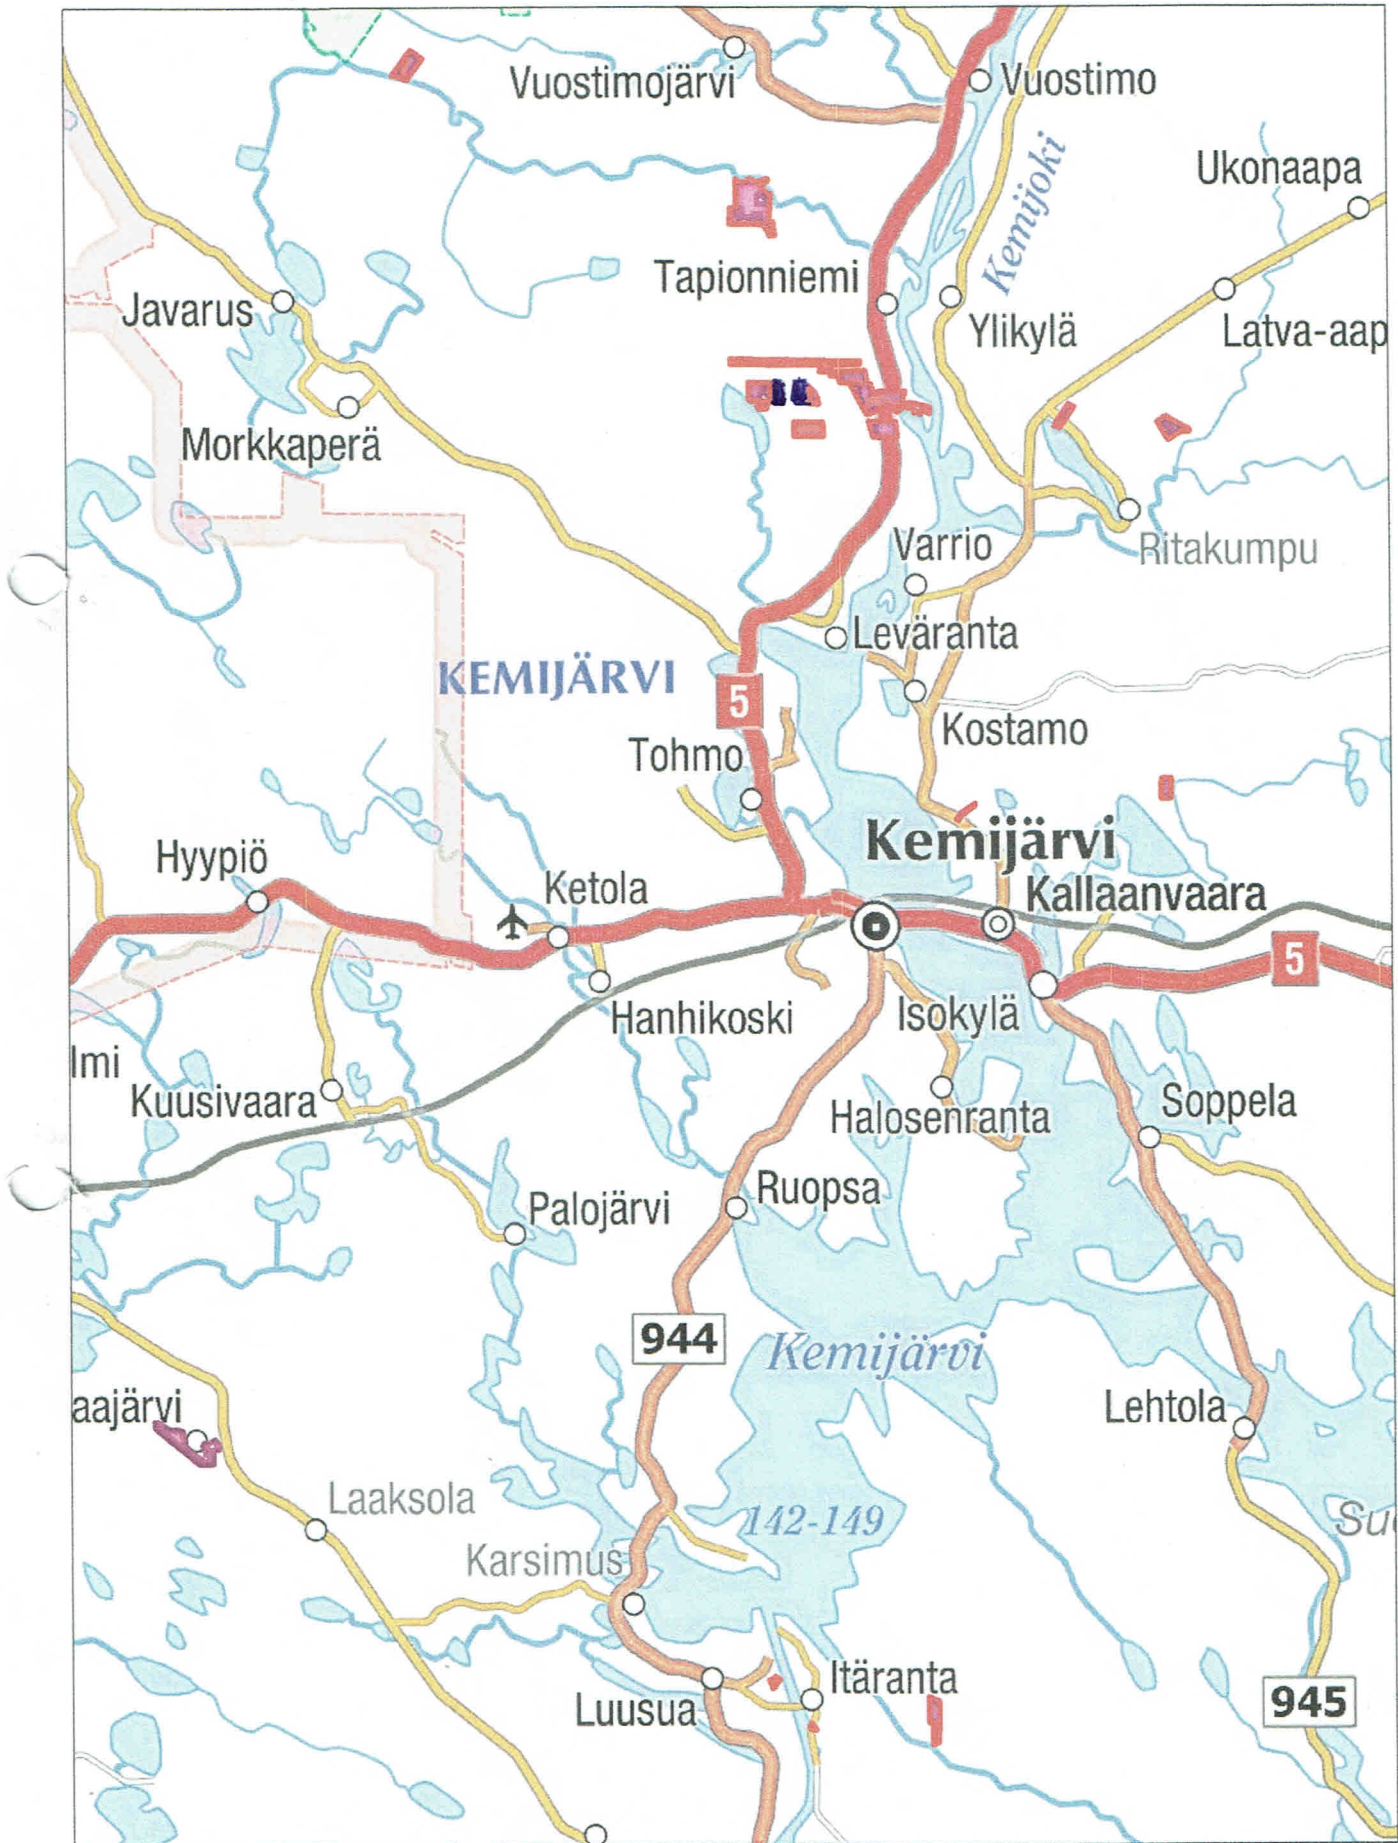 Vuostimojärvi
Vuostimo
Kemijoki
Ukonaapa
Tapionniemi
Javarus
Ylikylä
Latva-aap
Morkkaperä
Varrio
Ritakumpu
Leväranta
KEMIJÄRVI
5
Kostamo
Tohmo
Kemijärvi
Hyypiö
Ketola
Kallaanvaara
5
Hanhikoski
Isokylä
lmi
Kuusivaara
Halosenranta
Soppela
Palojärvi
Ruopsa
944
Kemijärvi
aajärvi
Lehtola
Laaksola
142-149
Su
Karsimus
Itäranta
Luusua
945